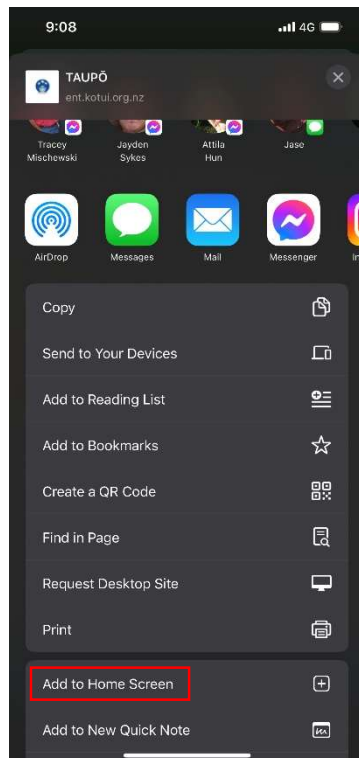 9:08
4G
TAUPŌ
ent.kotui.org.nz
Tracey
Mischewski
Jayden
Sykes
Attila
Hun
Jase
AirDrop
Messages
Mail
Messenger
In
Copy
Send to Your Devices
Add to Reading List
Add to Bookmarks
Create a QR Code
Find in Page
Request Desktop Site
Print
Add to Home Screen
Add to New Quick Note